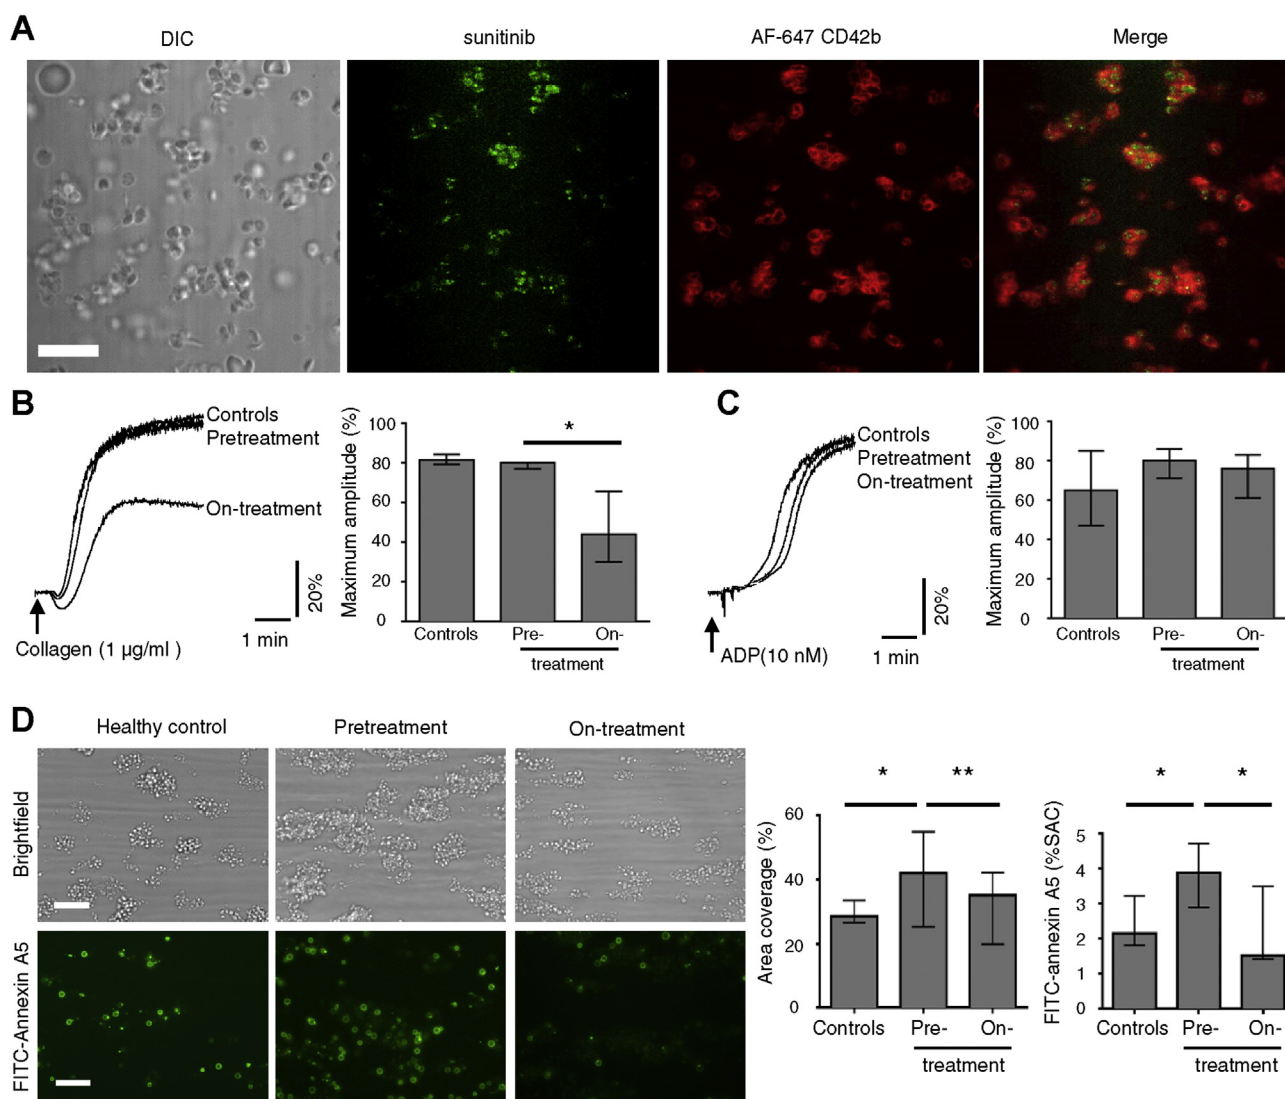 A
DIC
sunitinib
AF-647 CD42b
Merge
B
Controls
Pretreatment
On-treatment
20%
1 min
Collagen (1 µg/ml )
Maximum amplitude (%)
100
80
60
40
20
0
*
Controls
Pre-
On-
treatment
C
Controls
Pretreatment
On-treatment
20%
1 min
ADP(10 nM)
Maximum amplitude (%)
100
80
60
40
20
0
Controls
Pre-
On-
treatment
D
Healthy control
Pretreatment
On-treatment
Brightfield
FITC-Annexin A5
Area coverage (%)
60
40
20
0
*
**
Controls
Pre-
On-
treatment
FITC-annexin A5 (%SAC)
5
4
3
2
1
0
*
*
Controls
Pre-
On-
treatment